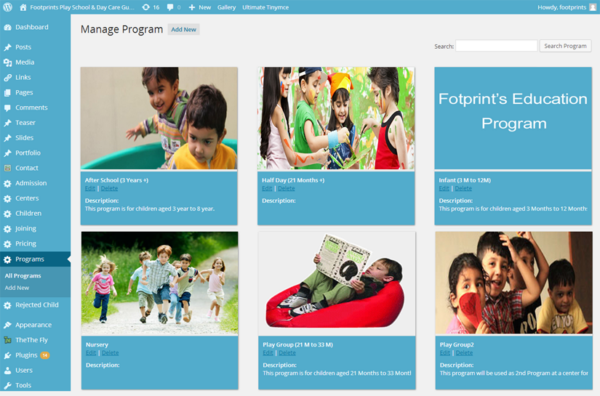 Footprints Play School & Day Care Gu... 16 0 + New Gallery Ultimate Tinymce Howdy, footprints
Dashboard
Posts
Media
Links
Pages
Comments
Teaser
Slides
Portfolio
Contact
Admission
Centers
Children
Joining
Pricing
Programs
All Programs
Add New
Rejected Child
Appearance
TheThe Fly
Plugins
Users
Tools
Manage Program Add New
Search: Search Program
Fotprint's Education
Program
After School (3 Years +)
Edit | Delete
Description:
This program is for children aged 3 year to 8 year.
Half Day (21 Months +)
Edit | Delete
Description:
Infant (3 M to 12M)
Edit | Delete
Description:
This program is for children aged 3 Months to 12 Month
Nursery
Edit | Delete
Description:
Play Group (21 M to 33 M)
Edit | Delete
Description:
This program is for children aged 21 Months to 33 Month
Play Group2
Edit | Delete
Description:
This program will be used as 2nd Program at a center for